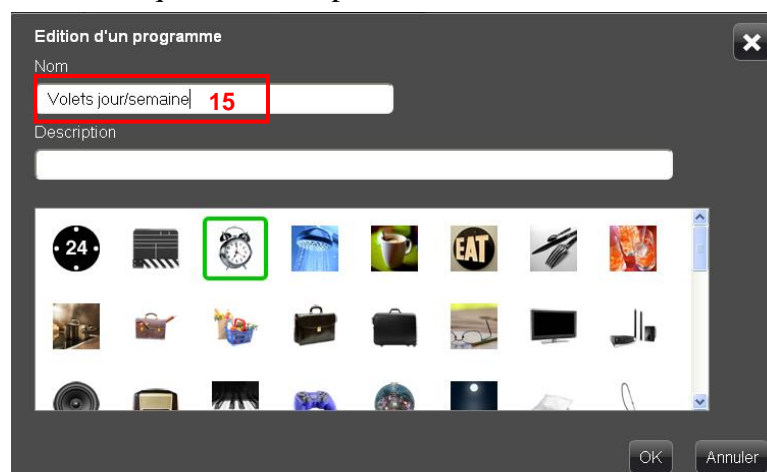 Edition d'un programme
Nom
Volets jour/semaine 15
Description
24
EAT
OK Annuler